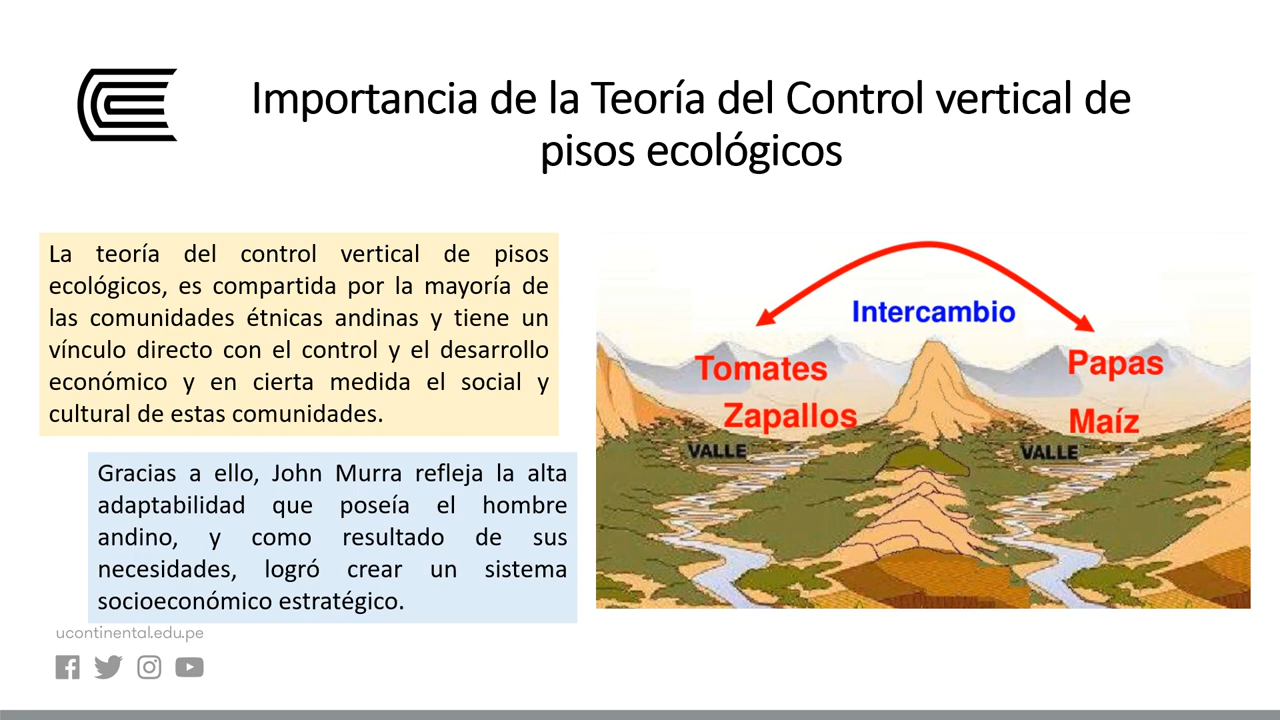 Importancia de la Teoría del Control vertical de
pisos ecológicos
La teoría del control vertical de pisos
ecológicos, es compartida por la mayoría de
las comunidades étnicas andinas y tiene un
vínculo directo con el control y el desarrollo
económico y en cierta medida el social y
cultural de estas comunidades.
Gracias a ello, John Murra refleja la alta
adaptabilidad que poseía el hombre
andino, y como resultado de sus
necesidades, logró crear un sistema
socioeconómico estratégico.
Intercambio
Tomates
Zapallos
VALLE
Papas
Maíz
VALLE
ucontinental.edu.pe